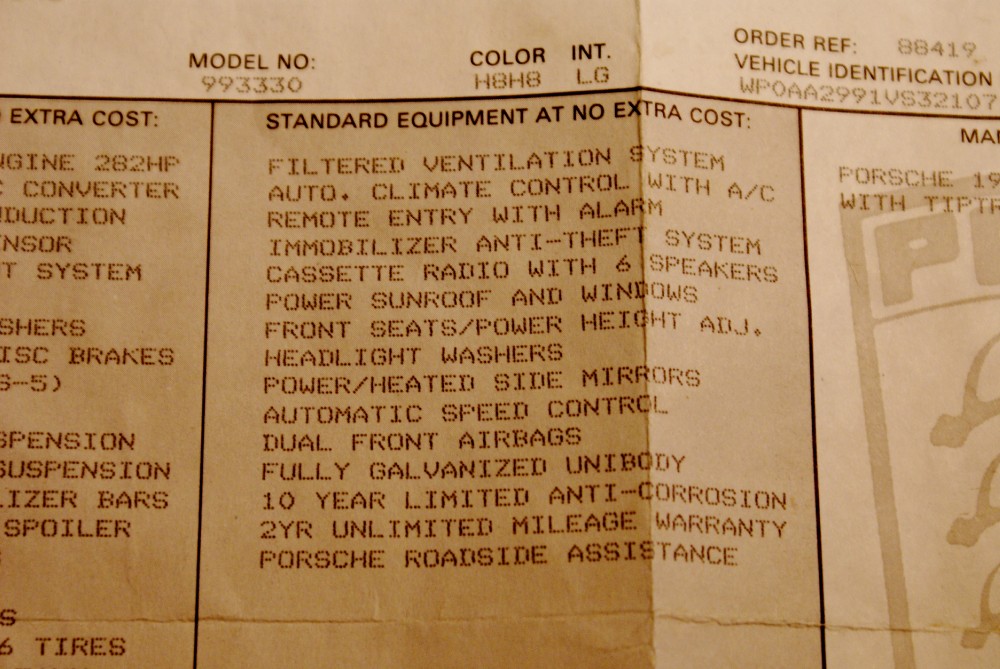 MODEL NO:
993330
COLOR INT.
H8H8 LG
ORDER REF: 88419
VEHICLE IDENTIFICATION
WP0AA2991VS32107
EXTRA COST:
NGINE 282HP
C CONVERTER
DUCTION
NSOR
T SYSTEM
SHERS
ISC BRAKES
S-5)
SPENSION
SUSPENSION
LIZER BARS
SPOILER
S
6 TIRES
STANDARD EQUIPMENT AT NO EXTRA COST:
FILTERED VENTILATION SYSTEM
AUTO. CLIMATE CONTROL WITH A/C
REMOTE ENTRY WITH ALARM
IMMOBILIZER ANTI-THEFT SYSTEM
CASSETTE RADIO WITH 6 SPEAKERS
POWER SUNROOF AND WINDOWS
FRONT SEATS/POWER HEIGHT ADJ.
HEADLIGHT WASHERS
POWER/HEATED SIDE MIRRORS
AUTOMATIC SPEED CONTROL
DUAL FRONT AIRBAGS
FULLY GALVANIZED UNIBODY
10 YEAR LIMITED ANTI-CORROSION
2YR UNLIMITED MILEAGE WARRANTY
PORSCHE ROADSIDE ASSISTANCE
MA
PORSCHE 19
WITH TIPTR
P